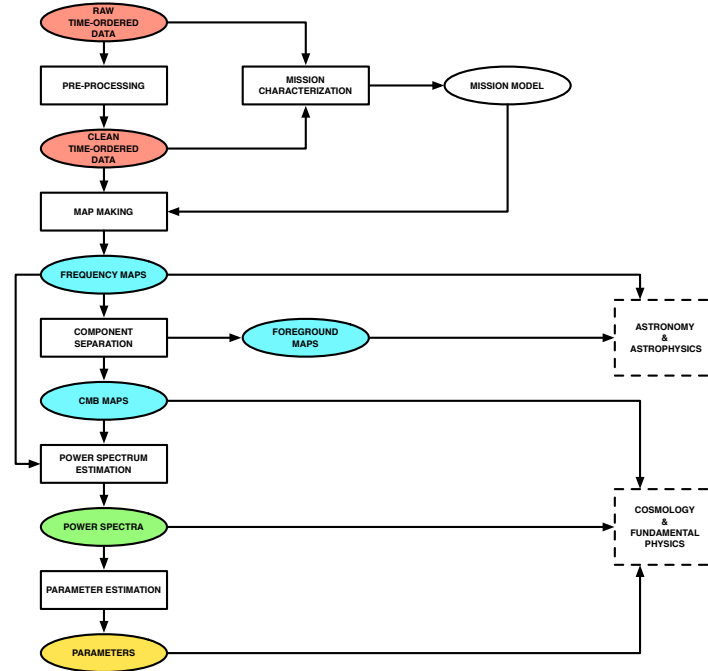 RAW
TIME-ORDERED
DATA
PRE-PROCESSING
MISSION
CHARACTERIZATION
MISSION MODEL
CLEAN
TIME-ORDERED
DATA
MAP MAKING
FREQUENCY MAPS
COMPONENT
SEPARATION
FOREGROUND
MAPS
ASTRONOMY
&
ASTROPHYSICS
CMB MAPS
POWER SPECTRUM
ESTIMATION
POWER SPECTRA
COSMOLOGY
&
FUNDAMENTAL
PHYSICS
PARAMETER ESTIMATION
PARAMETERS